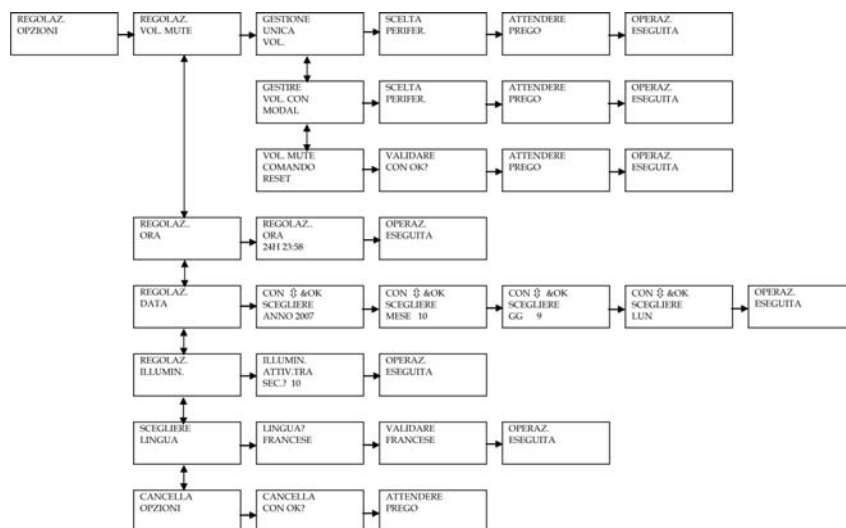 REGOLAZ.
OPZIONI
REGOLAZ.
VOL. MUTE
GESTIONE
UNICA
VOL.
SCELTA
PERIFER.
ATTENDERE
PREGO
OPERAZ.
ESEGUITA
GESTIRE
VOL. CON
MODAL
SCELTA
PERIFER.
ATTENDERE
PREGO
OPERAZ.
ESEGUITA
VOL. MUTE
COMANDO
RESET
VALIDARE
CON OK?
ATTENDERE
PREGO
OPERAZ.
ESEGUITA
REGOLAZ..
ORA
REGOLAZ..
ORA
24H 23:58
OPERAZ.
ESEGUITA
REGOLAZ.
DATA
CON ⇳ &OK
SCEGLIERE
ANNO 2007
CON ⇳ &OK
SCEGLIERE
MESE 10
CON ⇳ &OK
SCEGLIERE
GG 9
CON ⇳ &OK
SCEGLIERE
LUN
OPERAZ.
ESEGUITA
REGOLAZ.
ILLUMIN.
ILLUMIN.
ATTIV.TRA
SEC.? 10
OPERAZ.
ESEGUITA
SCEGLIERE
LINGUA
LINGUA?
FRANCESE
VALIDARE
FRANCESE
OPERAZ.
ESEGUITA
CANCELLA
OPZIONI
CANCELLA
CON OK?
ATTENDERE
PREGO